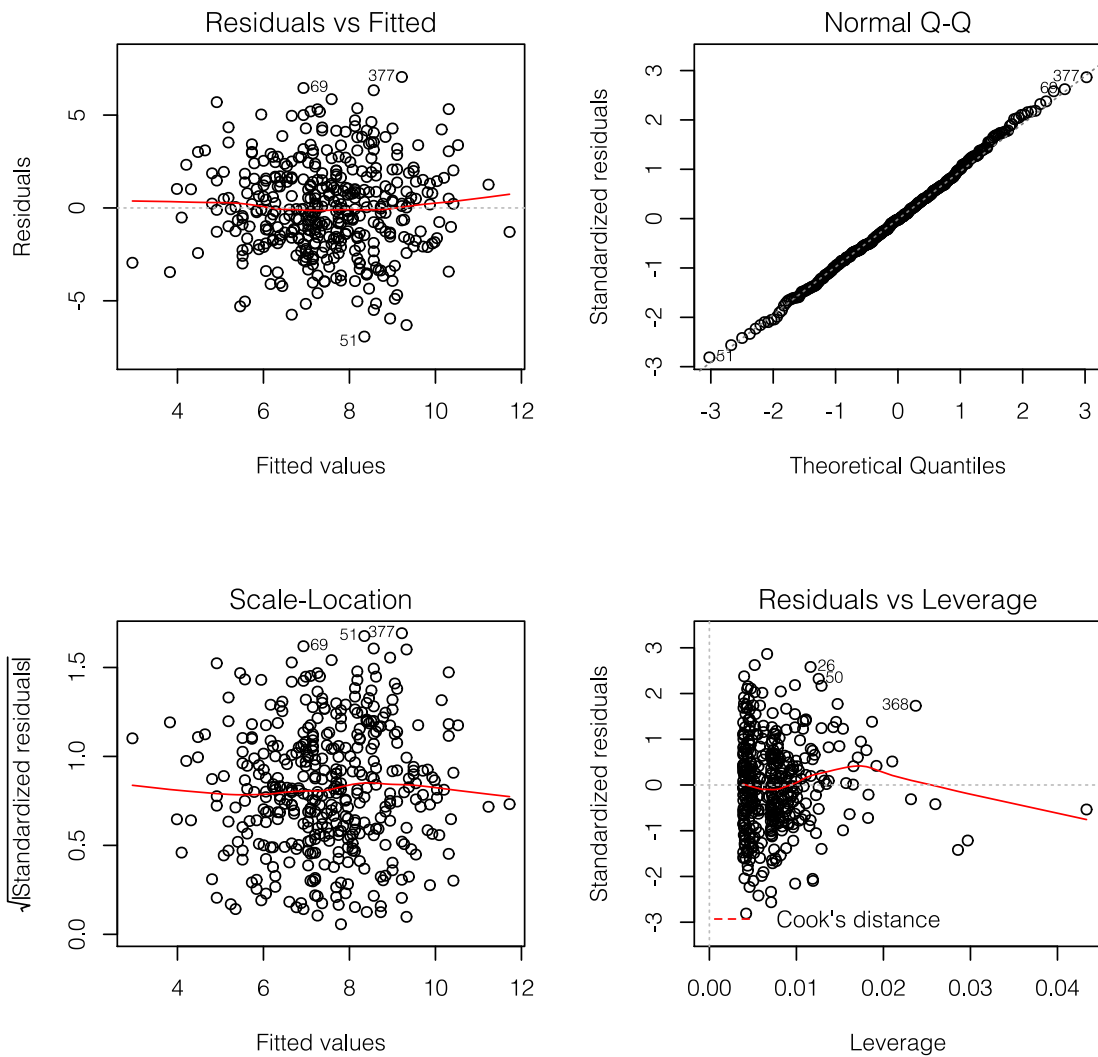 Residuals vs Fitted
Residuals
5
0
-5
69
377
51
4 6 8 10 12
Fitted values
Normal Q-Q
Standardized residuals
3
2
1
0
-1
-2
-3
377
69
51
-3 -2 -1 0 1 2 3
Theoretical Quantiles
Scale-Location
√|Standardized residuals|
1.5
1.0
0.5
0.0
51 377
69
4 6 8 10 12
Fitted values
Residuals vs Leverage
Standardized residuals
3
2
1
0
-1
-2
-3
26
50
368
Cook's distance
0.00 0.01 0.02 0.03 0.04
Leverage